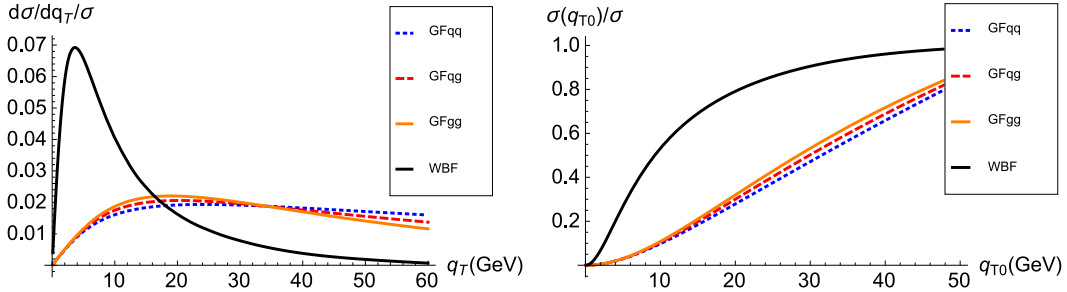 dσ/dq_T/σ
0.07
0.06
0.05
0.04
0.03
0.02
0.01
10 20 30 40 50 60
q_T(GeV)
GFqq
GFqg
GFgg
WBF
σ(q_T0)/σ
1.0
0.8
0.6
0.4
0.2
0 10 20 30 40 50
q_T0(GeV)
GFqq
GFqg
GFgg
WBF